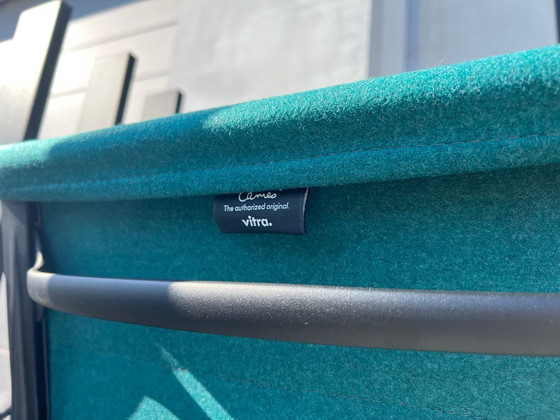 Eames
The authorized original.
vitra.